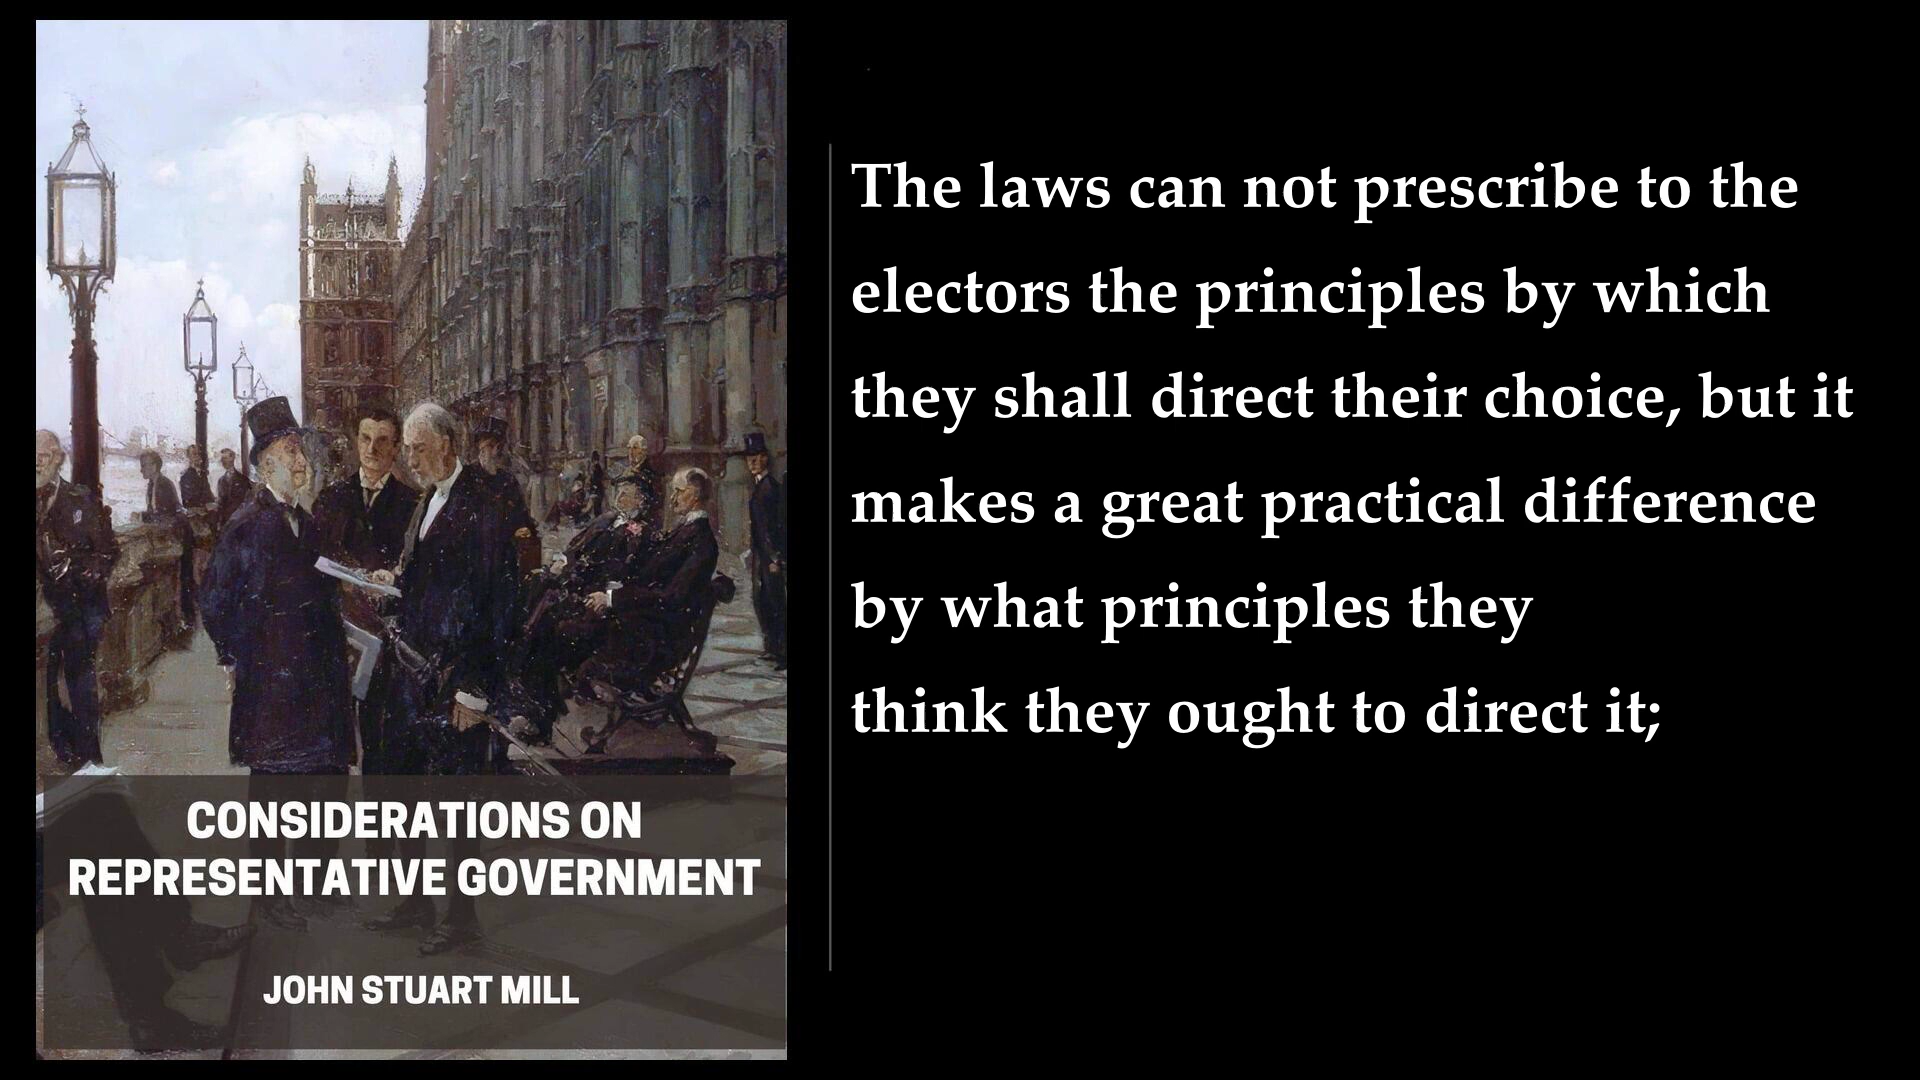 CONSIDERATIONS ON
REPRESENTATIVE GOVERNMENT
JOHN STUART MILL
The laws can not prescribe to the
electors the principles by which
they shall direct their choice, but it
makes a great practical difference
by what principles they
think they ought to direct it;